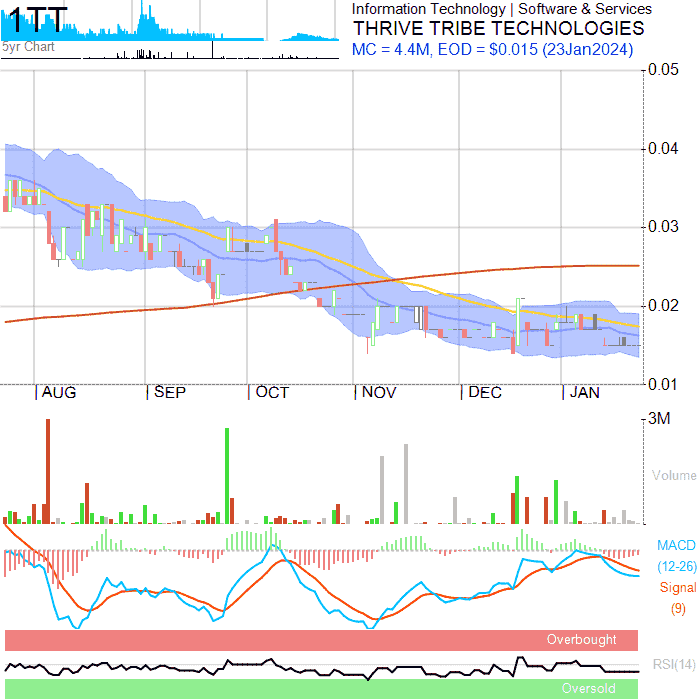 1TT
5yr Chart
Information Technology | Software & Services
THRIVE TRIBE TECHNOLOGIES
MC = 4.4M, EOD = $0.015 (23Jan2024)
0.05
0.04
0.03
0.02
0.01
AUG SEP OCT NOV DEC JAN
3M
Volume
MACD
(12-26)
Signal
(9)
Overbought
RSI(14)
Oversold